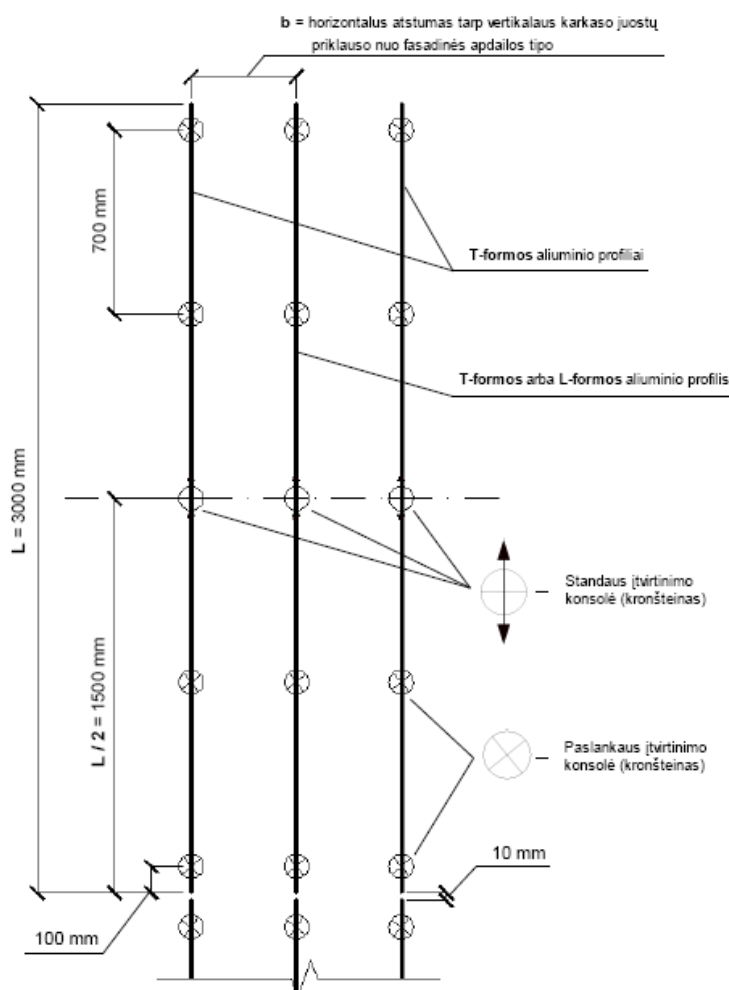 b = horizontalus atstumas tarp vertikalaus karkaso juostų
priklauso nuo fasadinės apdailos tipo
700 mm
T-formos aliuminio profiliai
T-formos arba L-formos aliuminio profilis
L = 3000 mm
Standaus įtvirtinimo
konsolė (kronšteinas)
L / 2 = 1500 mm
Paslankaus įtvirtinimo
konsolė (kronšteinas)
10 mm
100 mm